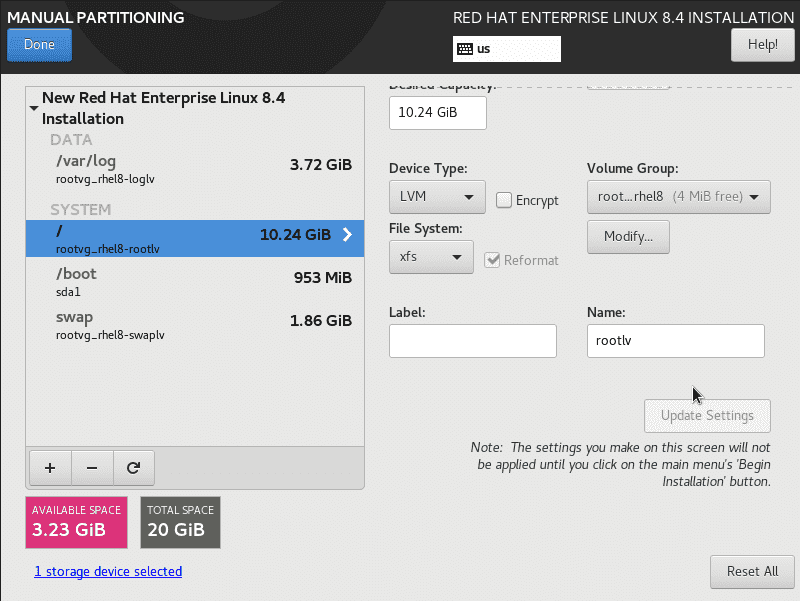 MANUAL PARTITIONING
RED HAT ENTERPRISE LINUX 8.4 INSTALLATION
Done
us
Help!
New Red Hat Enterprise Linux 8.4
Installation
DATA
/var/log
3.72 GiB
rootvg_rhel8-loglv
SYSTEM
/
10.24 GiB
rootvg_rhel8-rootlv
/boot
953 MiB
sda1
swap
1.86 GiB
rootvg_rhel8-swaplv
+ −
AVAILABLE SPACE
3.23 GiB
TOTAL SPACE
20 GiB
1 storage device selected
Desired Capacity:
10.24 GiB
Device Type:
LVM
Encrypt
Volume Group:
root...rhel8 (4 MiB free)
Modify...
File System:
xfs
Reformat
Label:
Name:
rootlv
Update Settings
Note: The settings you make on this screen will not
be applied until you click on the main menu's 'Begin
Installation' button.
Reset All